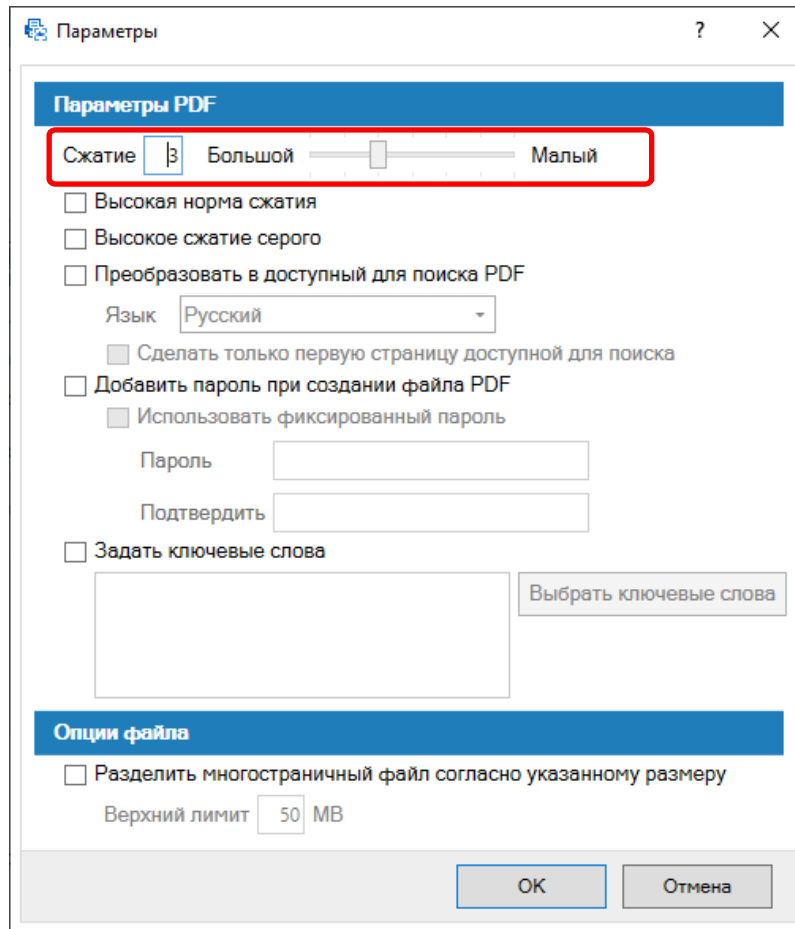 Параметры ?
Параметры PDF
Сжатие 3 Большой Малый
Высокая норма сжатия
Высокое сжатие серого
Преобразовать в доступный для поиска PDF
Язык Русский
Сделать только первую страницу доступной для поиска
Добавить пароль при создании файла PDF
Использовать фиксированный пароль
Пароль
Подтвердить
Задать ключевые слова
Выбрать ключевые слова
Опции файла
Разделить многостраничный файл согласно указанному размеру
Верхний лимит 50 MB
OK Отмена